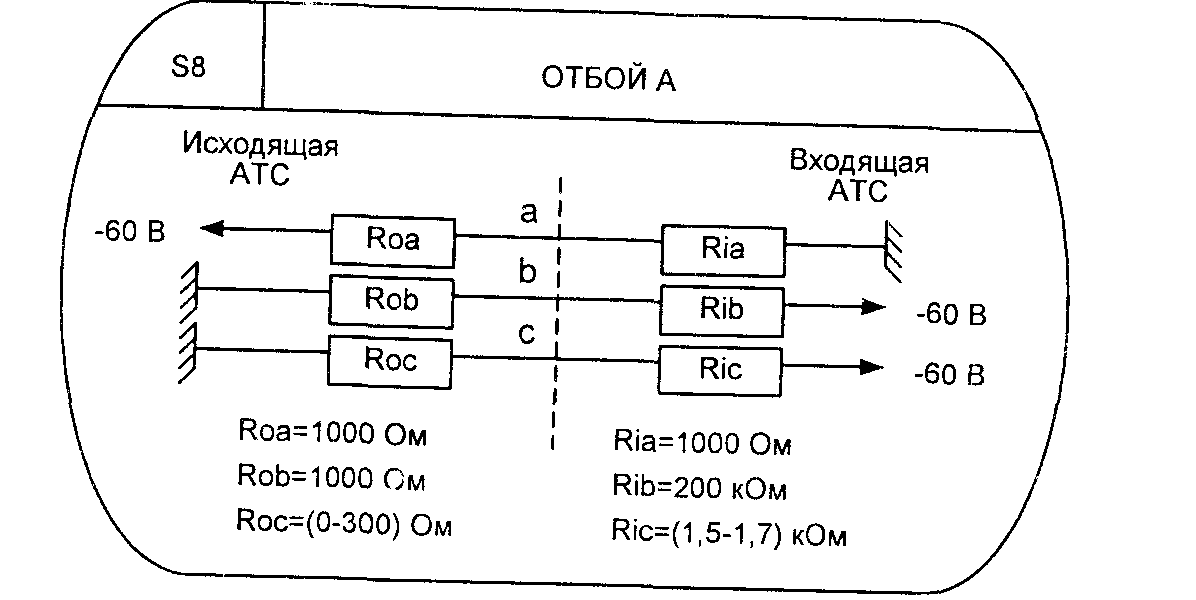 S8
ОТБОЙ А
Исходящая
АТС
Входящая
АТС
-60 В
Roa
a
Ria
b
Rob
Rib
-60 В
c
Roc
Ric
-60 В
Roa=1000 Ом
Ria=1000 Ом
Rob=1000 Ом
Rib=200 кОм
Roc=(0-300) Ом
Ric=(1,5-1,7) кОм